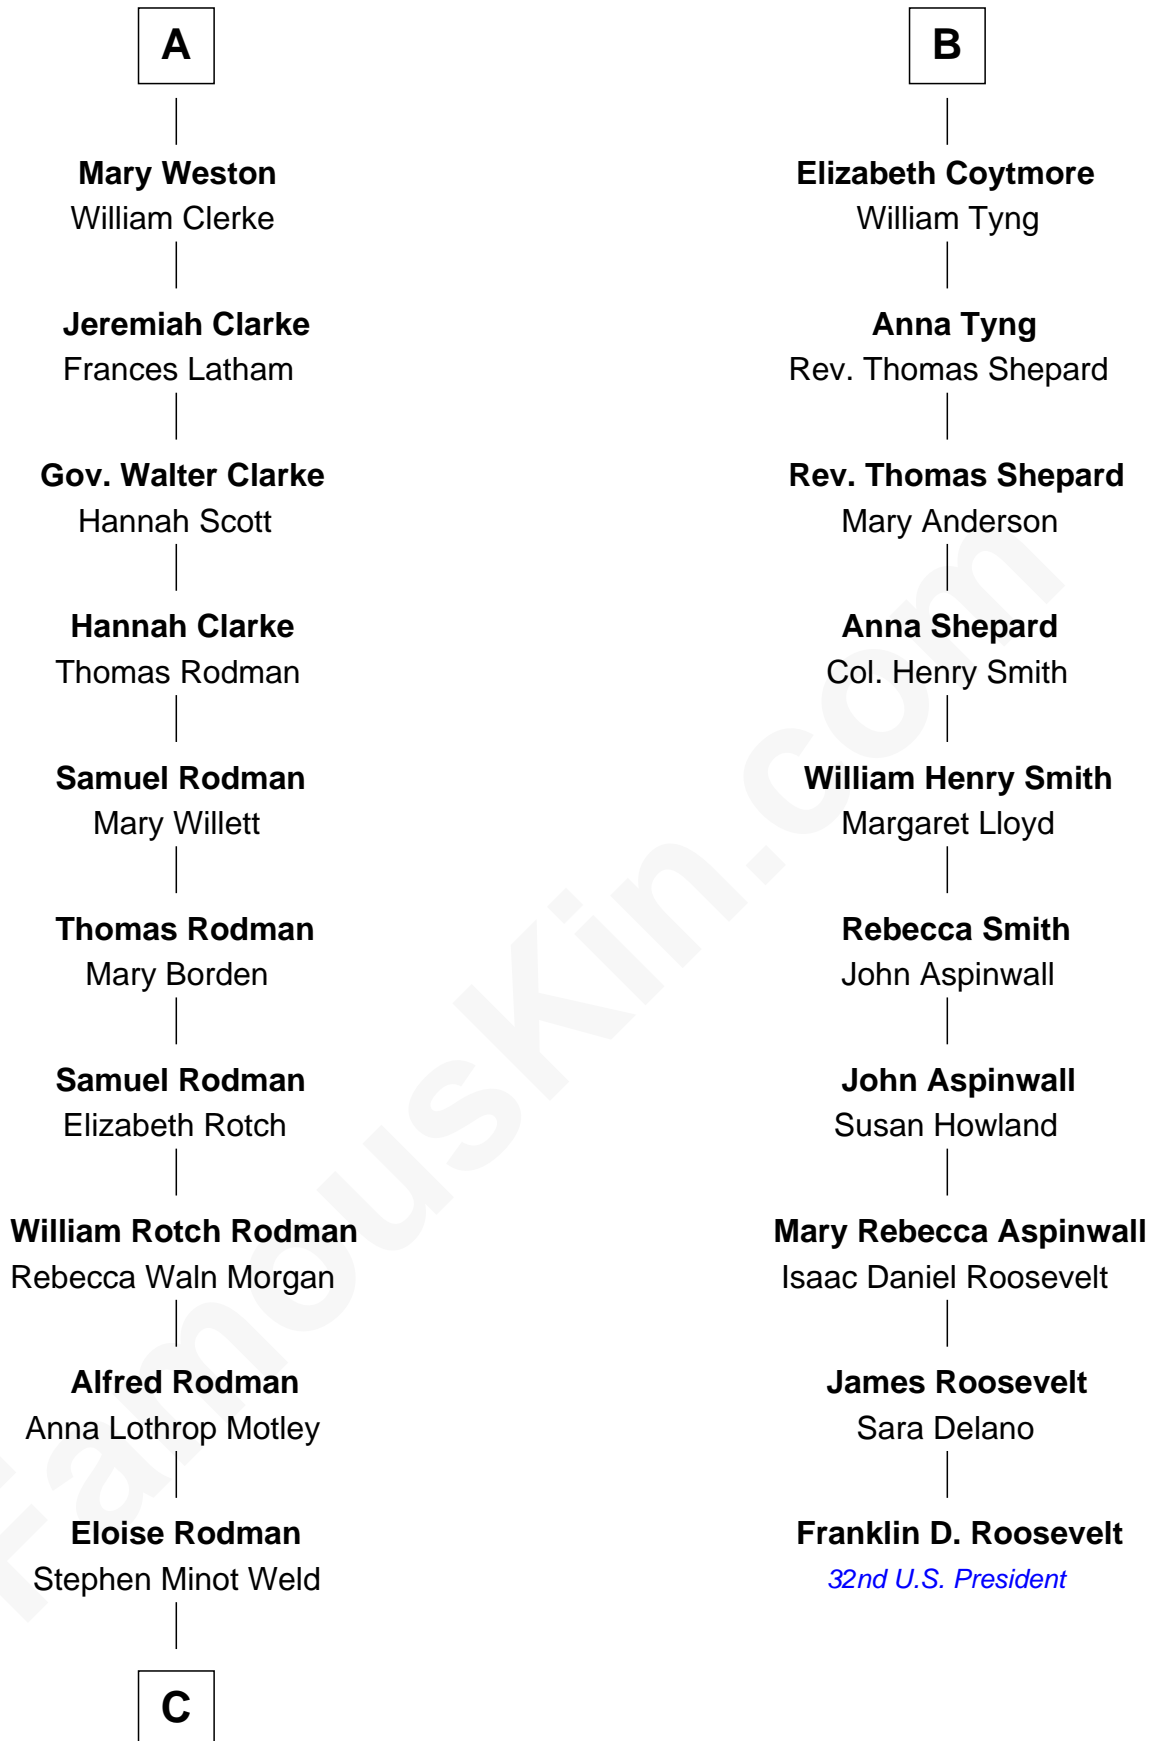 A
Mary Weston
William Clerke
Jeremiah Clarke
Frances Latham
Gov. Walter Clarke
Hannah Scott
Hannah Clarke
Thomas Rodman
Samuel Rodman
Mary Willett
Thomas Rodman
Mary Borden
Samuel Rodman
Elizabeth Rotch
William Rotch Rodman
Rebecca Waln Morgan
Alfred Rodman
Anna Lothrop Motley
Eloise Rodman
Stephen Minot Weld
C
B
Elizabeth Coytmore
William Tyng
Anna Tyng
Rev. Thomas Shepard
Rev. Thomas Shepard
Mary Anderson
Anna Shepard
Col. Henry Smith
William Henry Smith
Margaret Lloyd
Rebecca Smith
John Aspinwall
John Aspinwall
Susan Howland
Mary Rebecca Aspinwall
Isaac Daniel Roosevelt
James Roosevelt
Sara Delano
Franklin D. Roosevelt
32nd U.S. President
FamousKin.com